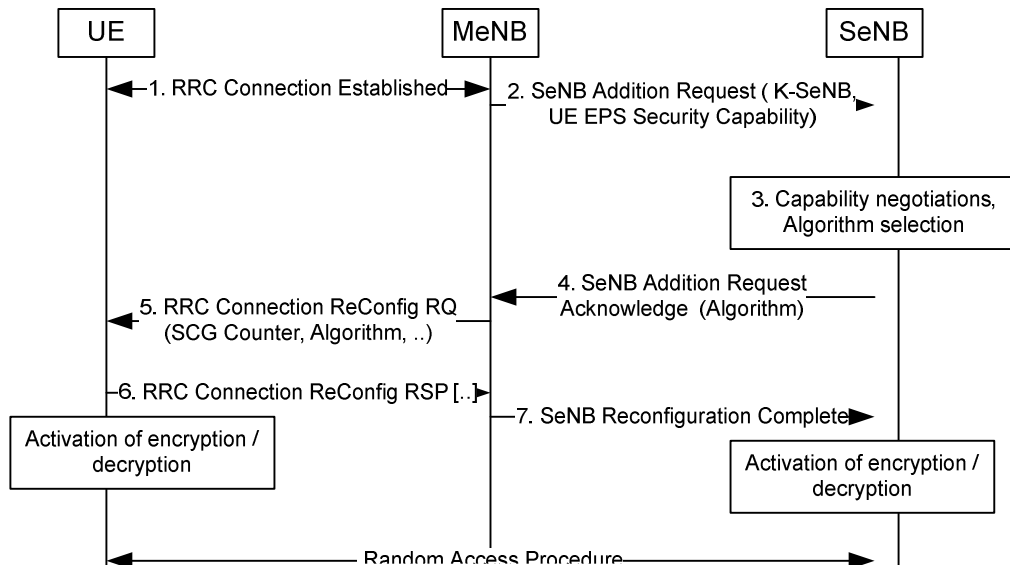 UE
MeNB
SeNB
1. RRC Connection Established
2. SeNB Addition Request ( K-SeNB,
UE EPS Security Capability)
3. Capability negotiations,
Algorithm selection
4. SeNB Addition Request
Acknowledge (Algorithm)
5. RRC Connection ReConfig RQ
(SCG Counter, Algorithm, ..)
6. RRC Connection ReConfig RSP [..]
7. SeNB Reconfiguration Complete
Activation of encryption /
decryption
Activation of encryption /
decryption
Random Access Procedure